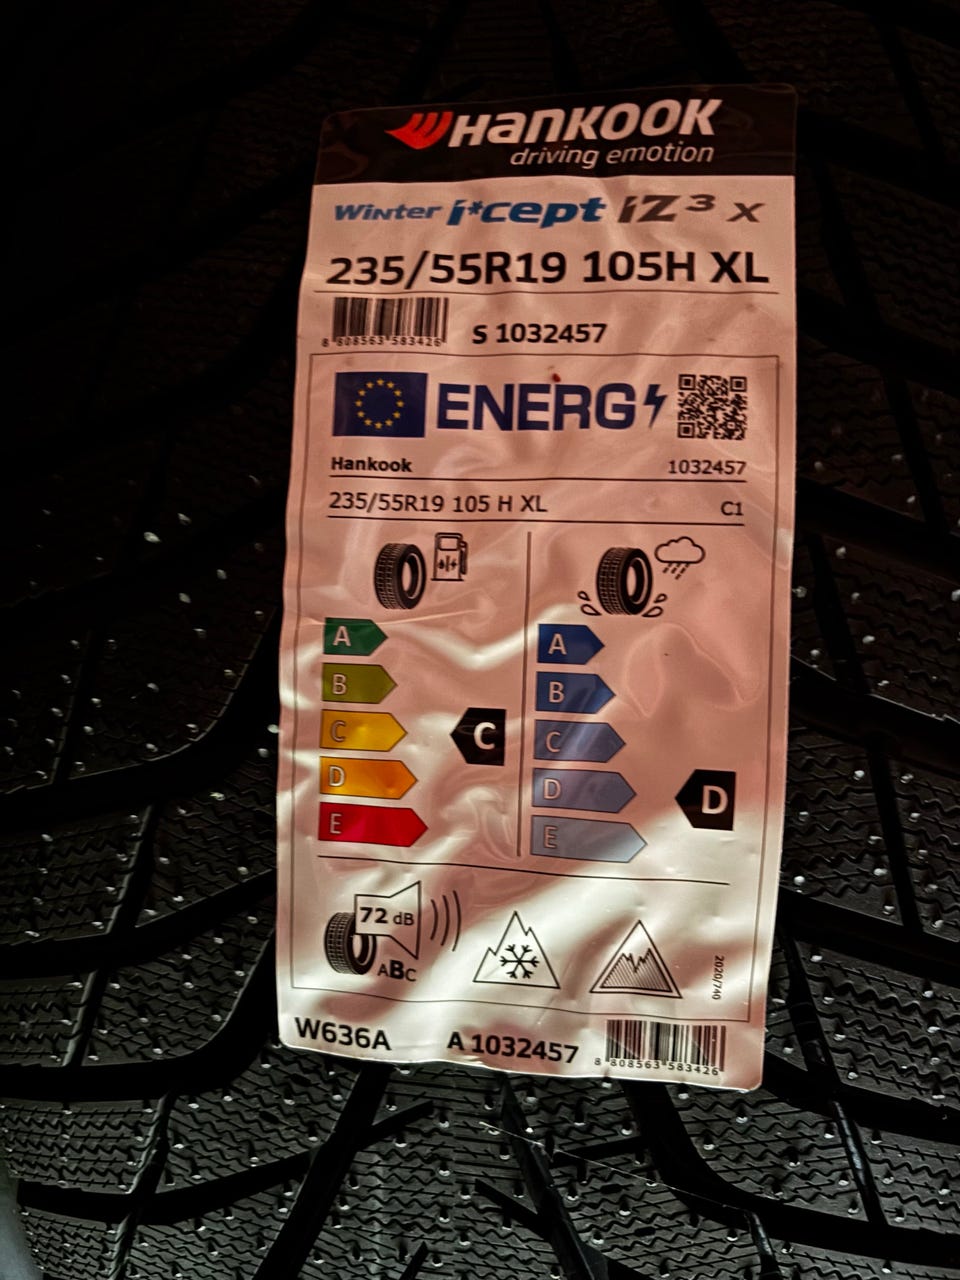 Hankook
driving emotion
Winter i*cept iZ³ x
235/55R19 105H XL
8 808563 583426
S 1032457
ENERG
Hankook 1032457
235/55R19 105 H XL C1
A A
B B
C C C
D D D
E E
72 dB
ABC
2020/740
W636A A 1032457
8 808563 583426